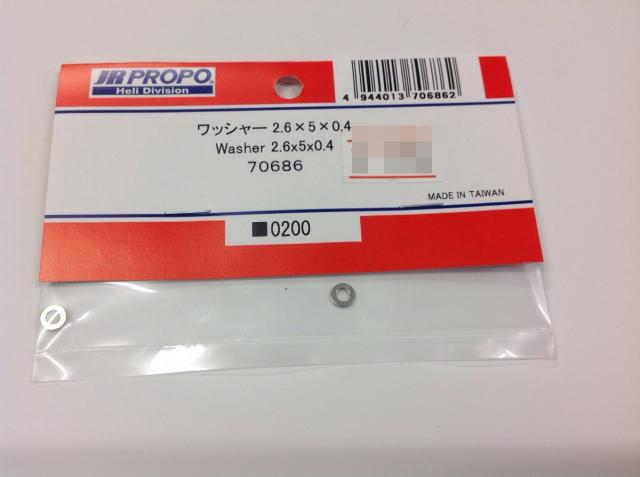 JR PROPO
Heli Division
4 944013 706862
ワッシャー 2.6×5×0.4
Washer 2.6x5x0.4
70686
MADE IN TAIWAN
■0200